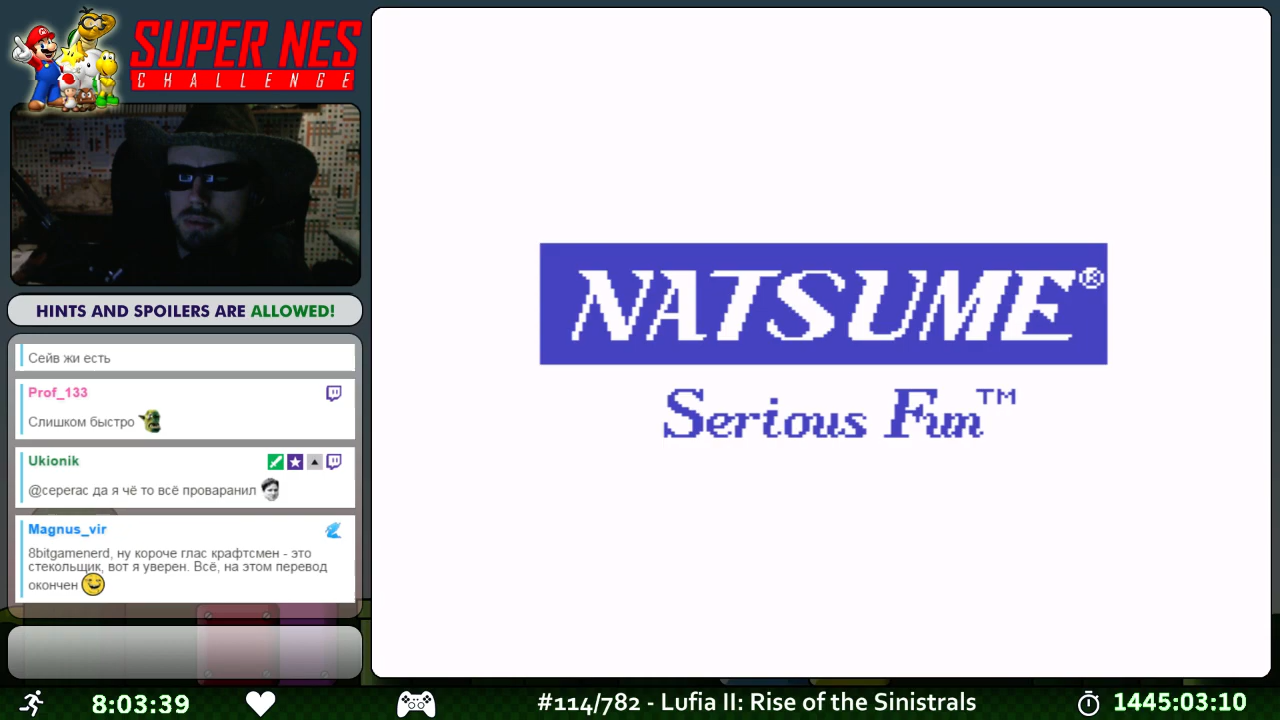 SUPER NES
CHALLENGE
HINTS AND SPOILERS ARE ALLOWED!
Сейв жи есть
Prof_133
Слишком быстро
Ukionik
@сeрeгас да я чё то всё проваранил
Magnus_vir
8bitgamenerd, ну короче глас крафтсмен - это
стекольщик, вот я уверен. Всё, на этом перевод
окончен
NATSUME®
Serious Fun™
8:03:39
#114/782 - Lufia II: Rise of the Sinistrals
1445:03:10